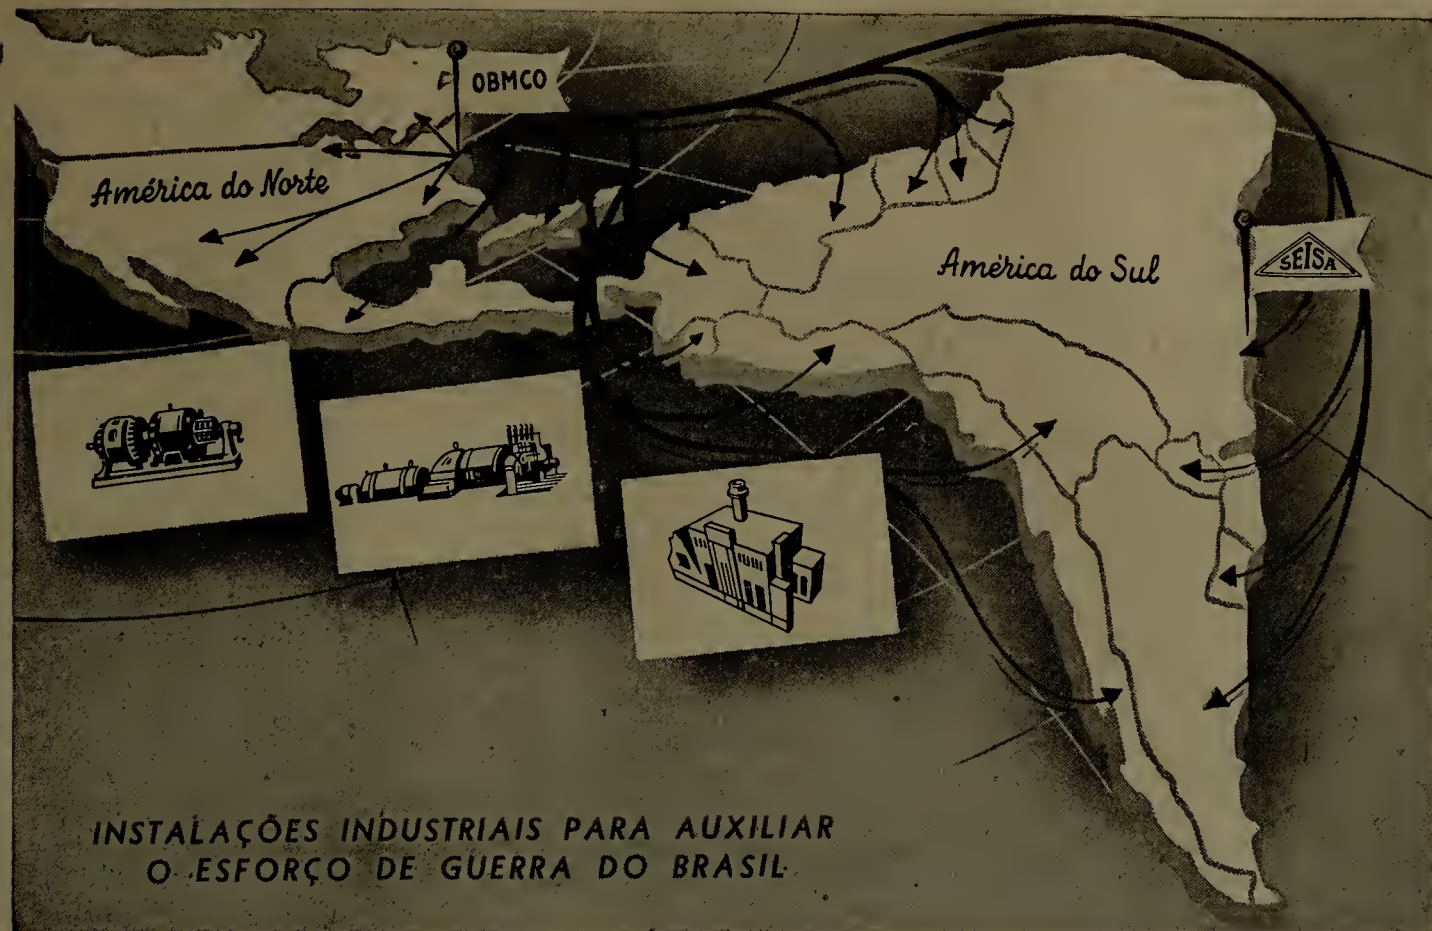 OBMCO
América do Norte
América do Sul
SEISA
INSTALAÇÕES INDUSTRIAIS PARA AUXILIAR
O ESFORÇO DE GUERRA DO BRASIL